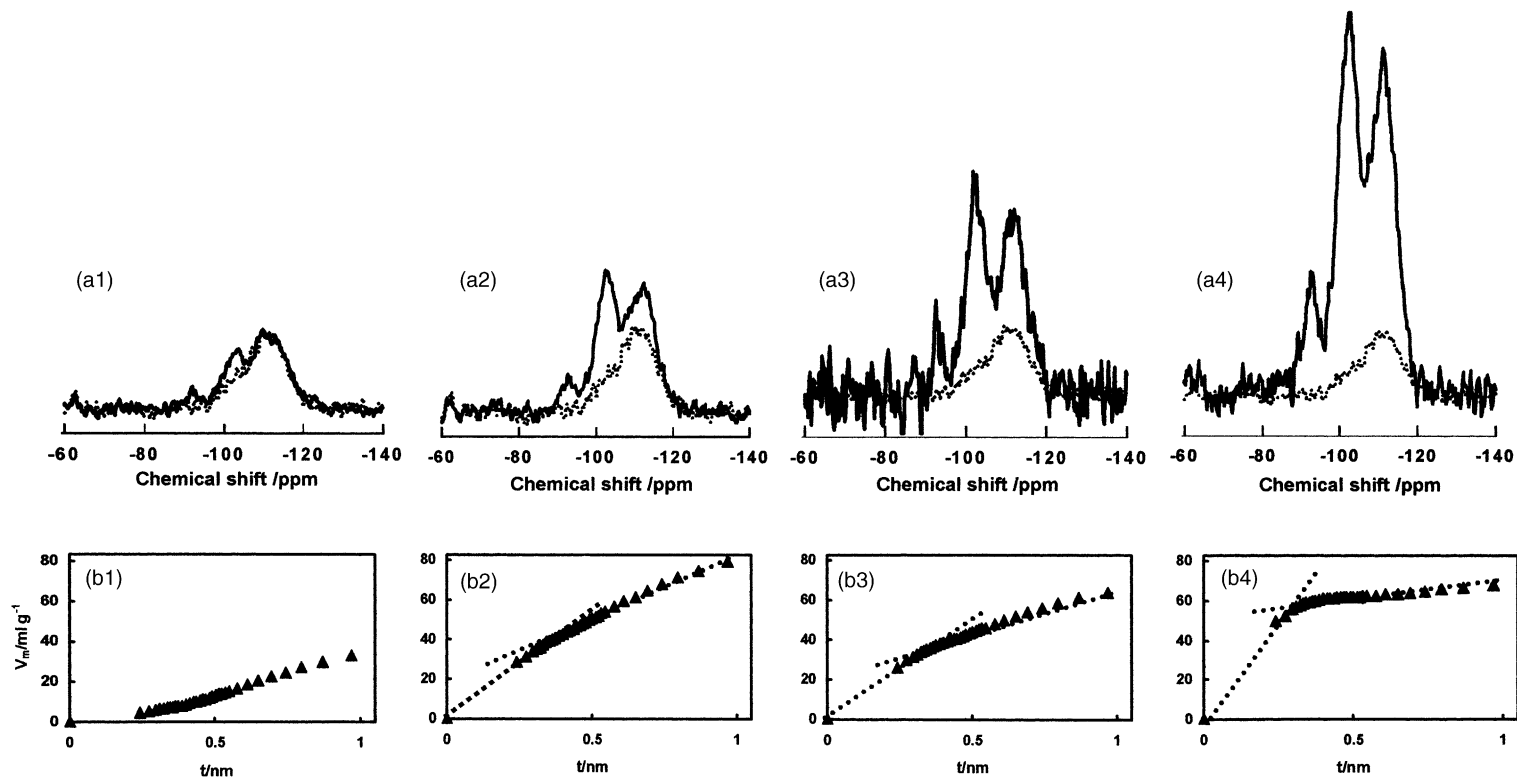 (a1) (a2) (a3) (a4)
-60 -80 -100 -120 -140
Chemical shift /ppm
-60 -80 -100 -120 -140
Chemical shift /ppm
-60 -80 -100 -120 -140
Chemical shift /ppm
-60 -80 -100 -120 -140
Chemical shift /ppm
(b1)
80
60
40
20
0
Vm/ml g-1
0 0.5 1
t/nm
(b2)
80
60
40
20
0
0 0.5 1
t/nm
(b3)
80
60
40
20
0
0 0.5 1
t/nm
(b4)
80
60
40
20
0
0 0.5 1
t/nm